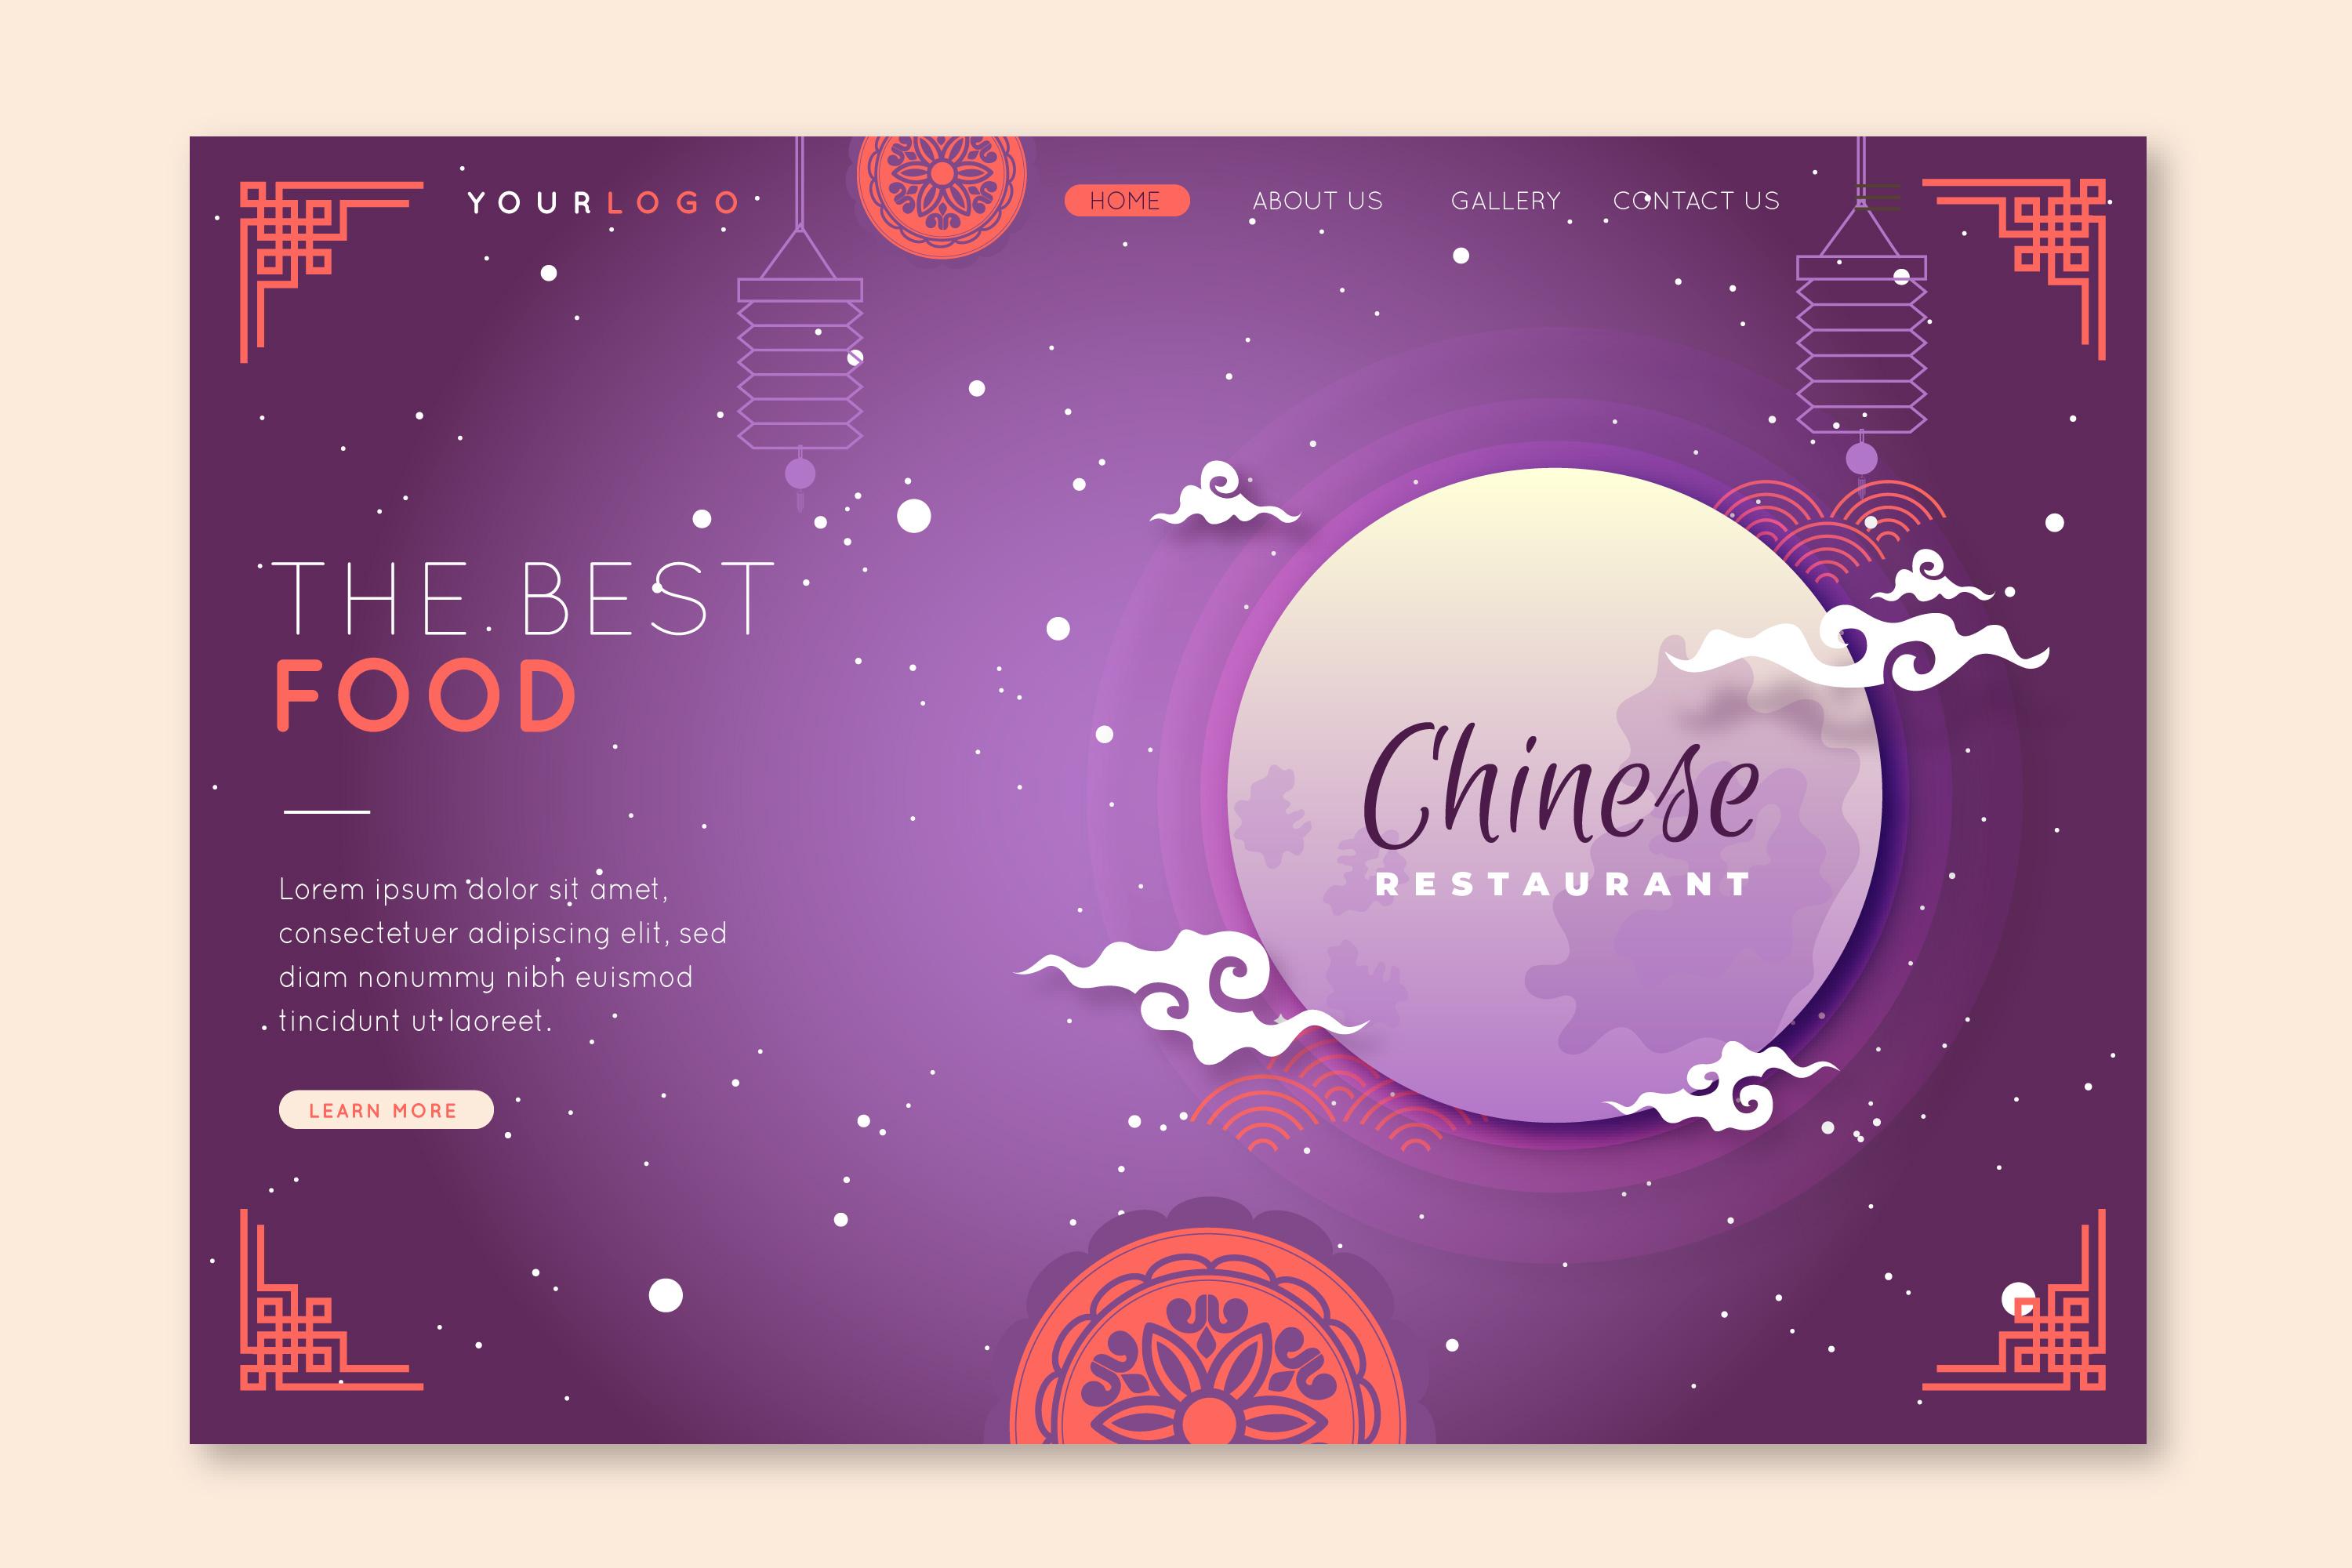 YOURLOGO
HOME ABOUT US GALLERY CONTACT US
THE BEST
FOOD
Lorem ipsum dolor sit amet,
consectetuer adipiscing elit, sed
diam nonummy nibh euismod
tincidunt ut laoreet.
LEARN MORE
Chinese
RESTAURANT